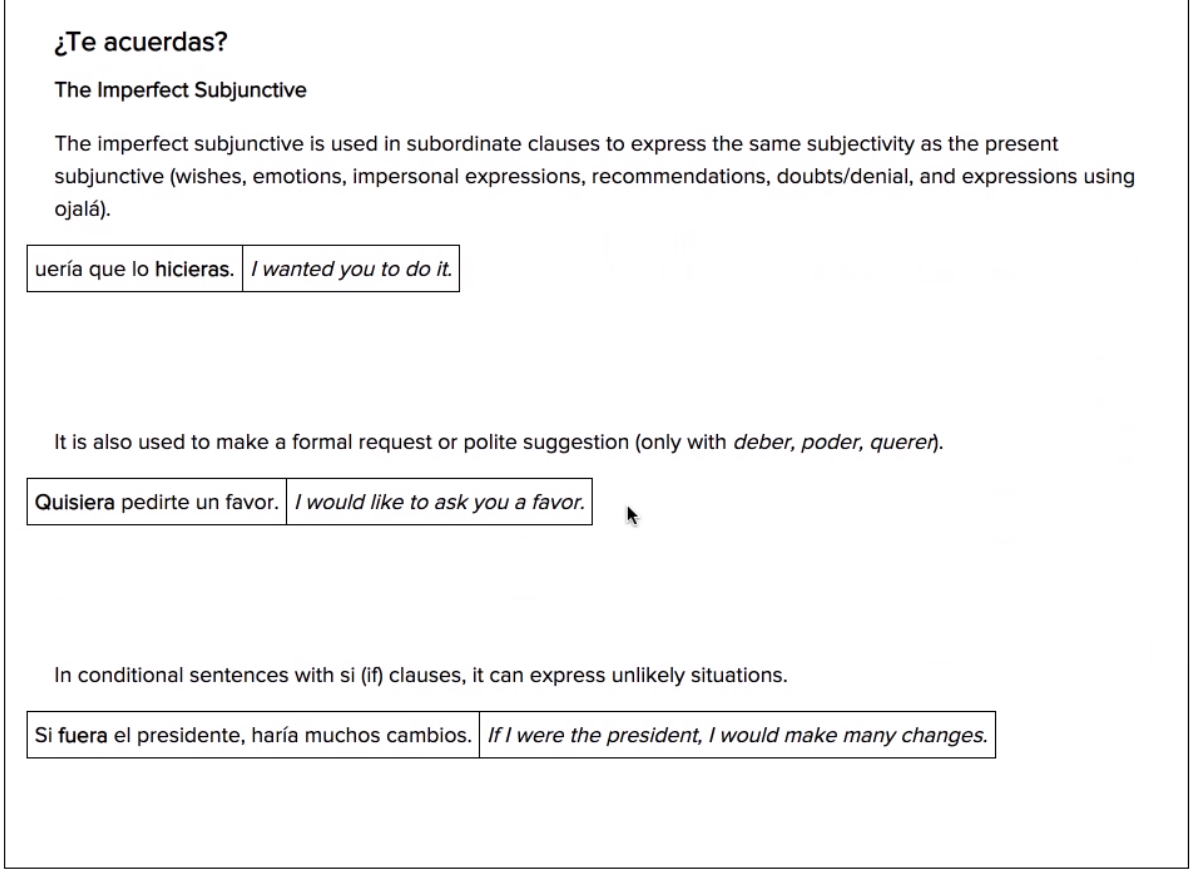 ¿Te acuerdas?
The Imperfect Subjunctive
The imperfect subjunctive is used in subordinate clauses to express the same subjectivity as the present
subjunctive (wishes, emotions, impersonal expressions, recommendations, doubts/denial, and expressions using
ojalá).
uería que lo hicieras. I wanted you to do it.
It is also used to make a formal request or polite suggestion (only with deber, poder, querer).
Quisiera pedirte un favor. I would like to ask you a favor.
In conditional sentences with si (if) clauses, it can express unlikely situations.
Si fuera el presidente, haría muchos cambios. If I were the president, I would make many changes.